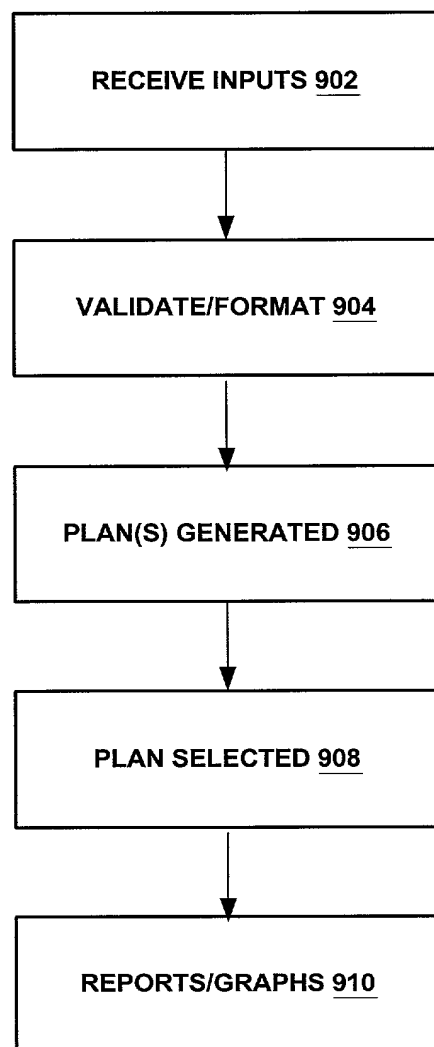 RECEIVE INPUTS 902
VALIDATE/FORMAT 904
PLAN(S) GENERATED 906
PLAN SELECTED 908
REPORTS/GRAPHS 910